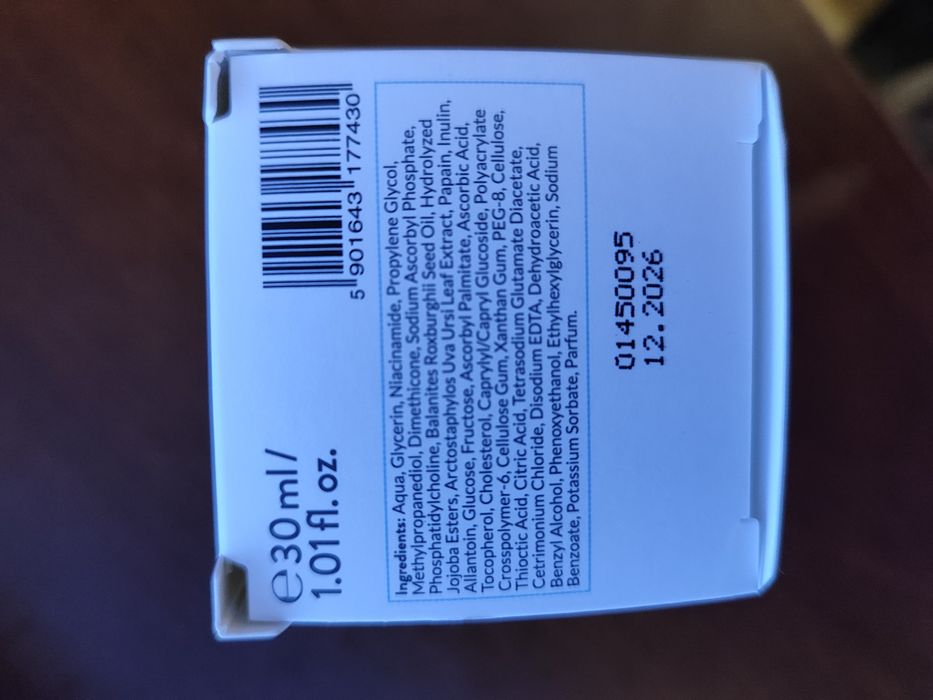 e 30 ml /
1.01 fl. oz.
5 901643 177430
Ingredients: Aqua, Glycerin, Niacinamide, Propylene Glycol,
Methylpropanediol, Dimethicone, Sodium Ascorbyl Phosphate,
Phosphatidylcholine, Balanites Roxburghii Seed Oil, Hydrolyzed
Jojoba Esters, Arctostaphylos Uva Ursi Leaf Extract, Papain, Inulin,
Allantoin, Glucose, Fructose, Ascorbyl Palmitate, Ascorbic Acid,
Tocopherol, Cholesterol, Caprylyl/Capryl Glucoside, Polyacrylate
Crosspolymer-6, Cellulose Gum, Xanthan Gum, PEG-8, Cellulose,
Thioctic Acid, Citric Acid, Tetrasodium Glutamate Diacetate,
Cetrimonium Chloride, Disodium EDTA, Dehydroacetic Acid,
Benzyl Alcohol, Phenoxyethanol, Ethylhexylglycerin, Sodium
Benzoate, Potassium Sorbate, Parfum.
01450095
12.2026